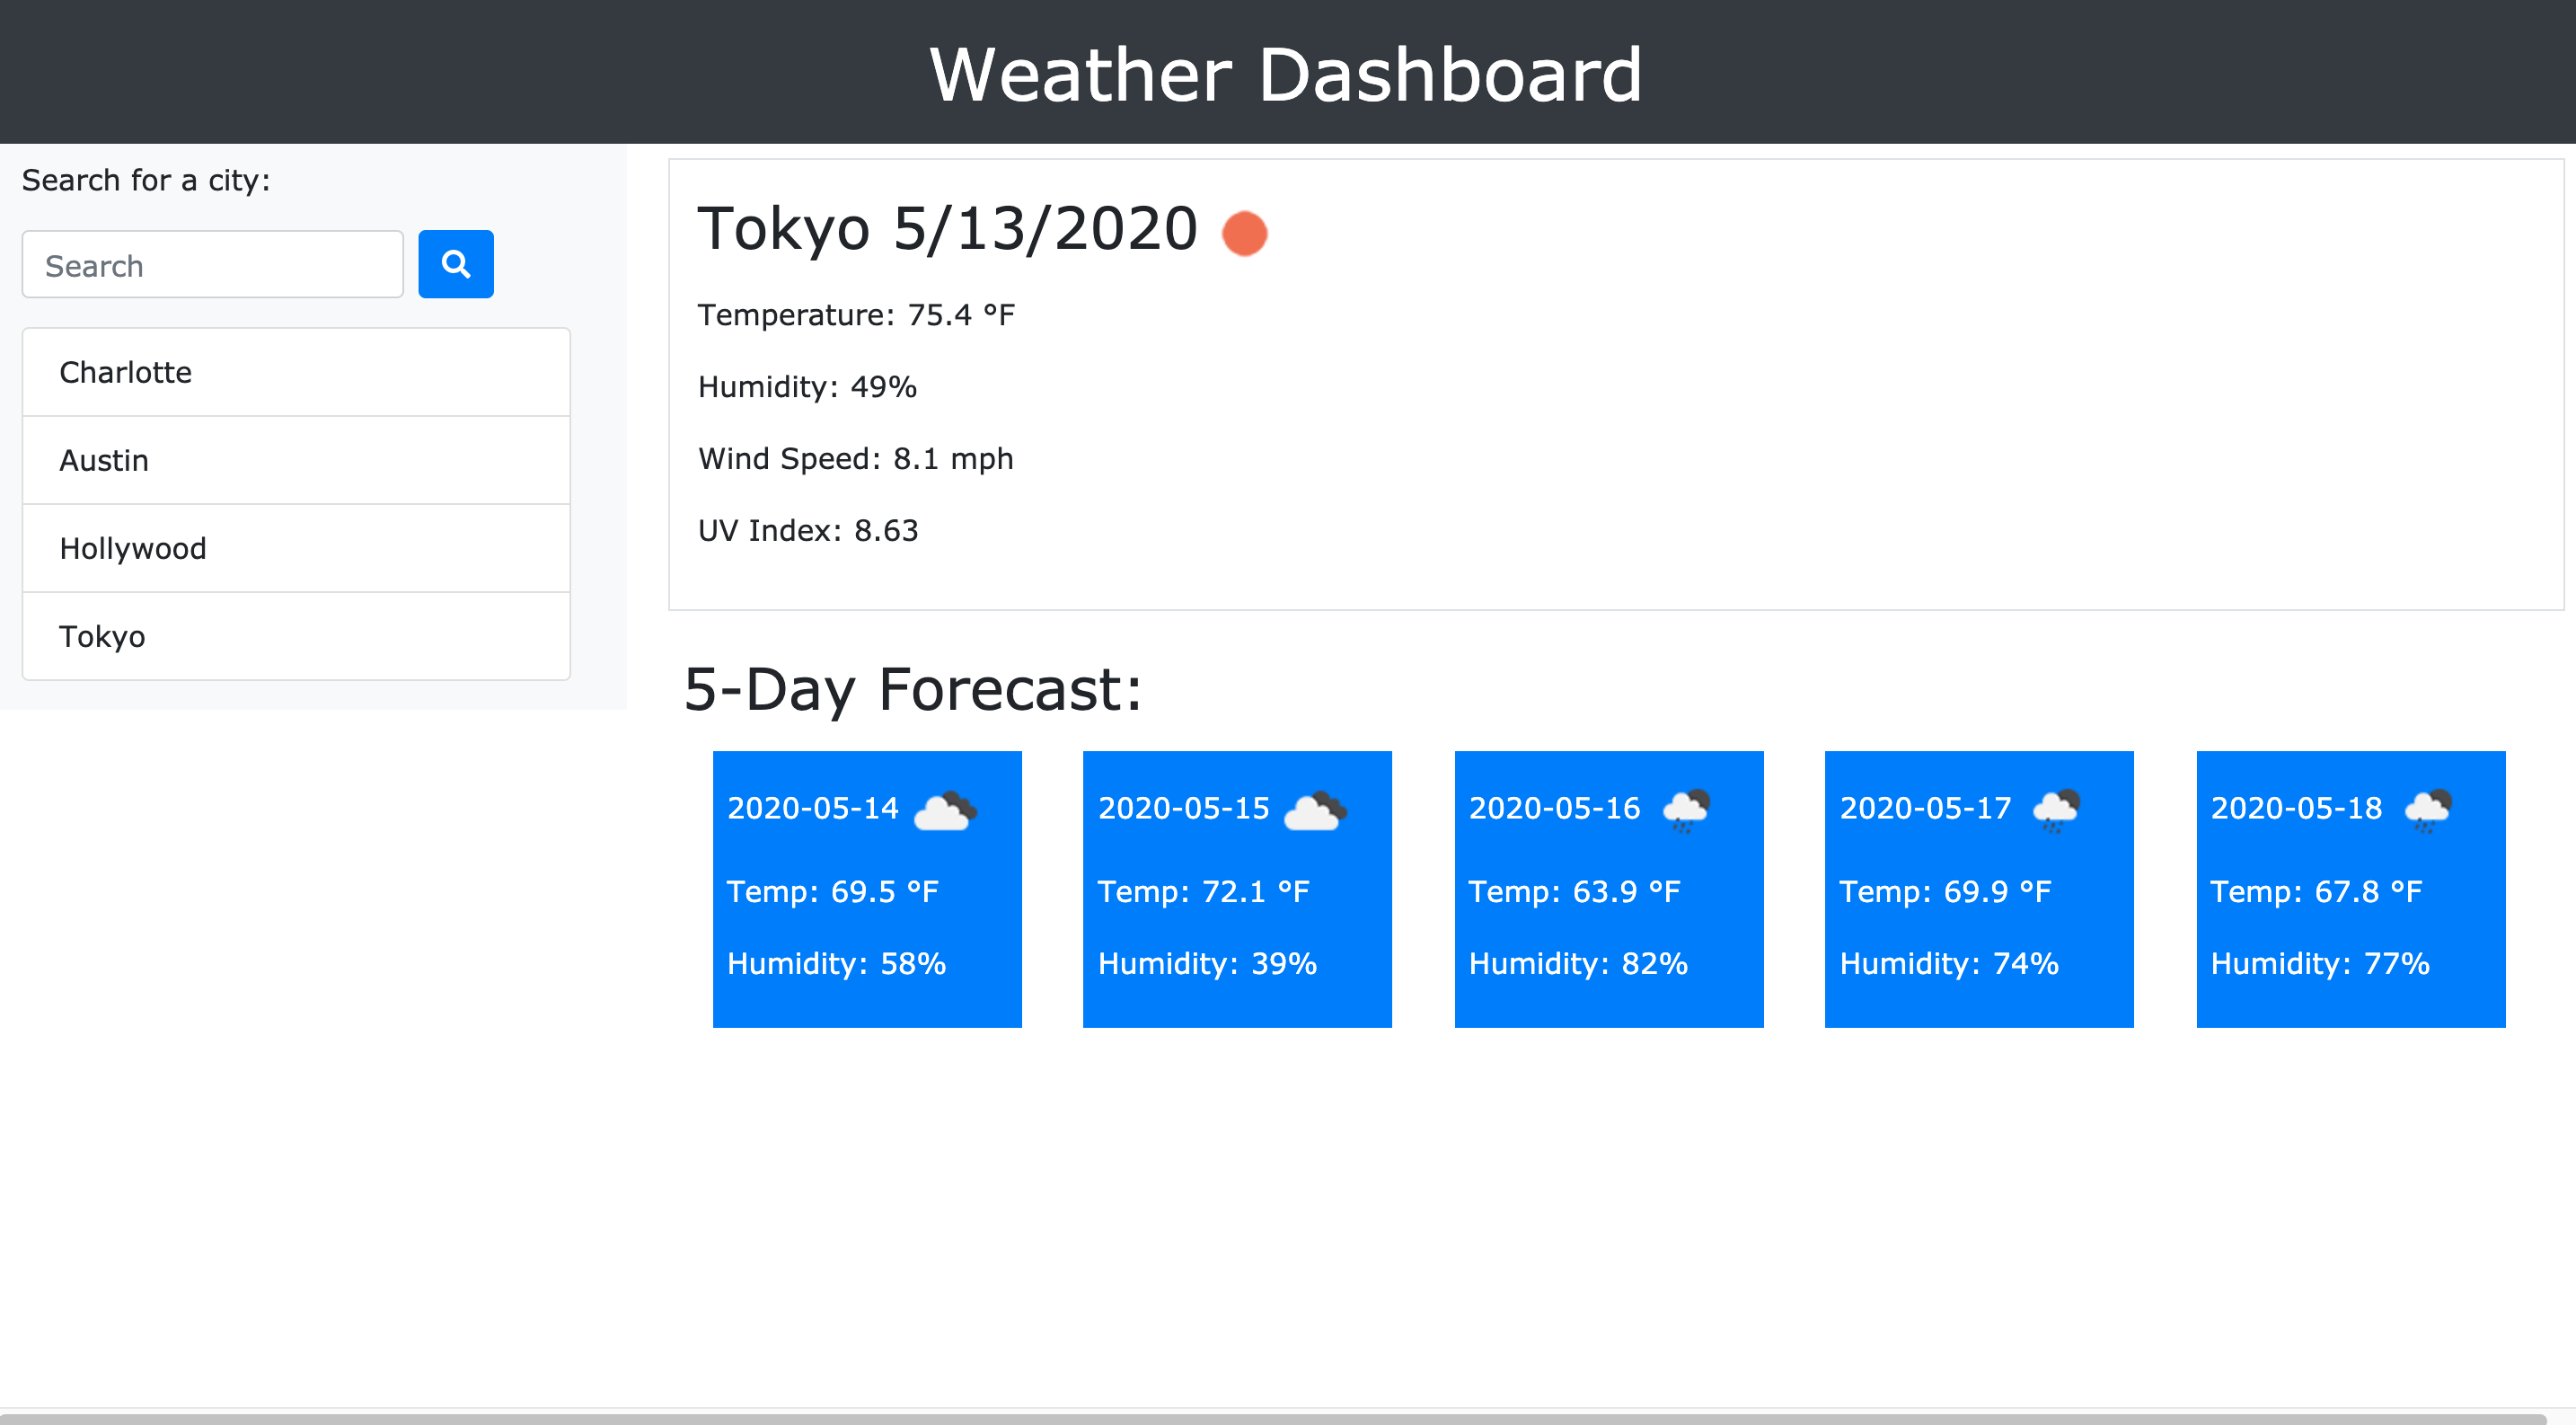 Weather Dashboard
Search for a city:
Search
Charlotte
Austin
Hollywood
Tokyo
Tokyo 5/13/2020
Temperature: 75.4 °F
Humidity: 49%
Wind Speed: 8.1 mph
UV Index: 8.63
5-Day Forecast:
2020-05-14
Temp: 69.5 °F
Humidity: 58%
2020-05-15
Temp: 72.1 °F
Humidity: 39%
2020-05-16
Temp: 63.9 °F
Humidity: 82%
2020-05-17
Temp: 69.9 °F
Humidity: 74%
2020-05-18
Temp: 67.8 °F
Humidity: 77%